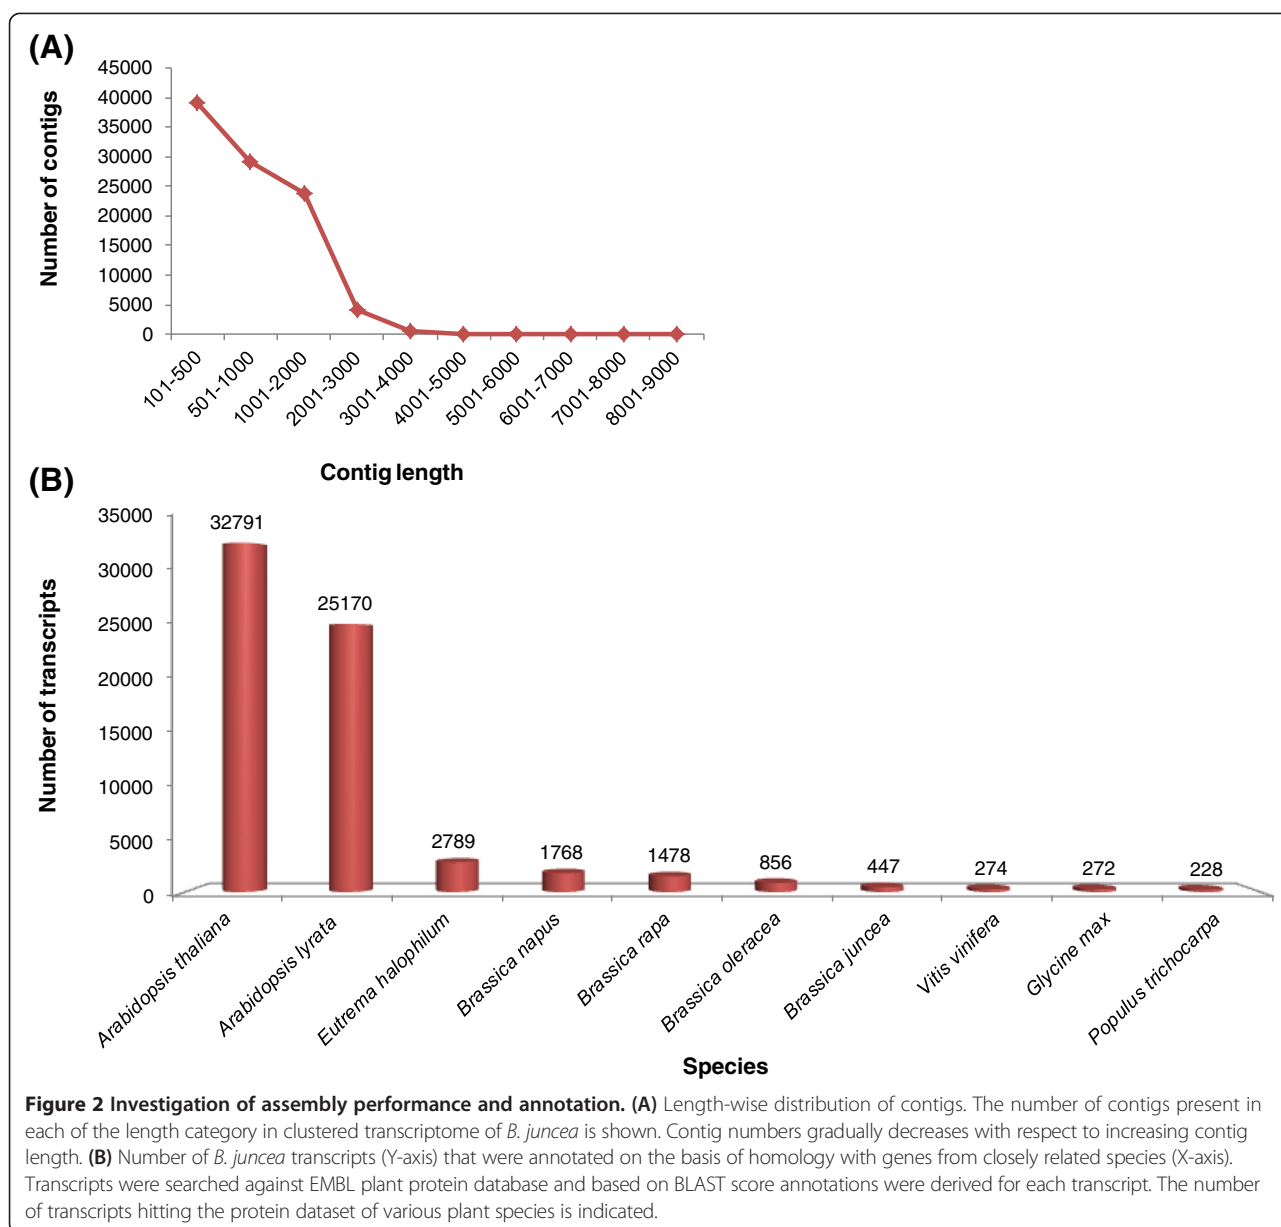 (A)
Number of contigs
45000
40000
35000
30000
25000
20000
15000
10000
5000
0
101-500
501-1000
1001-2000
2001-3000
3001-4000
4001-5000
5001-6000
6001-7000
7001-8000
8001-9000
Contig length
(B)
Number of transcripts
35000
30000
25000
20000
15000
10000
5000
0
32791
25170
2789
1768
1478
856
447
274
272
228
Arabidopsis thaliana
Arabidopsis lyrata
Eutrema halophilum
Brassica napus
Brassica rapa
Brassica oleracea
Brassica juncea
Vitis vinifera
Glycine max
Populus trichocarpa
Species
Figure 2 Investigation of assembly performance and annotation. (A) Length-wise distribution of contigs. The number of contigs present in
each of the length category in clustered transcriptome of B. juncea is shown. Contig numbers gradually decreases with respect to increasing contig
length. (B) Number of B. juncea transcripts (Y-axis) that were annotated on the basis of homology with genes from closely related species (X-axis).
Transcripts were searched against EMBL plant protein database and based on BLAST score annotations were derived for each transcript. The number
of transcripts hitting the protein dataset of various plant species is indicated.